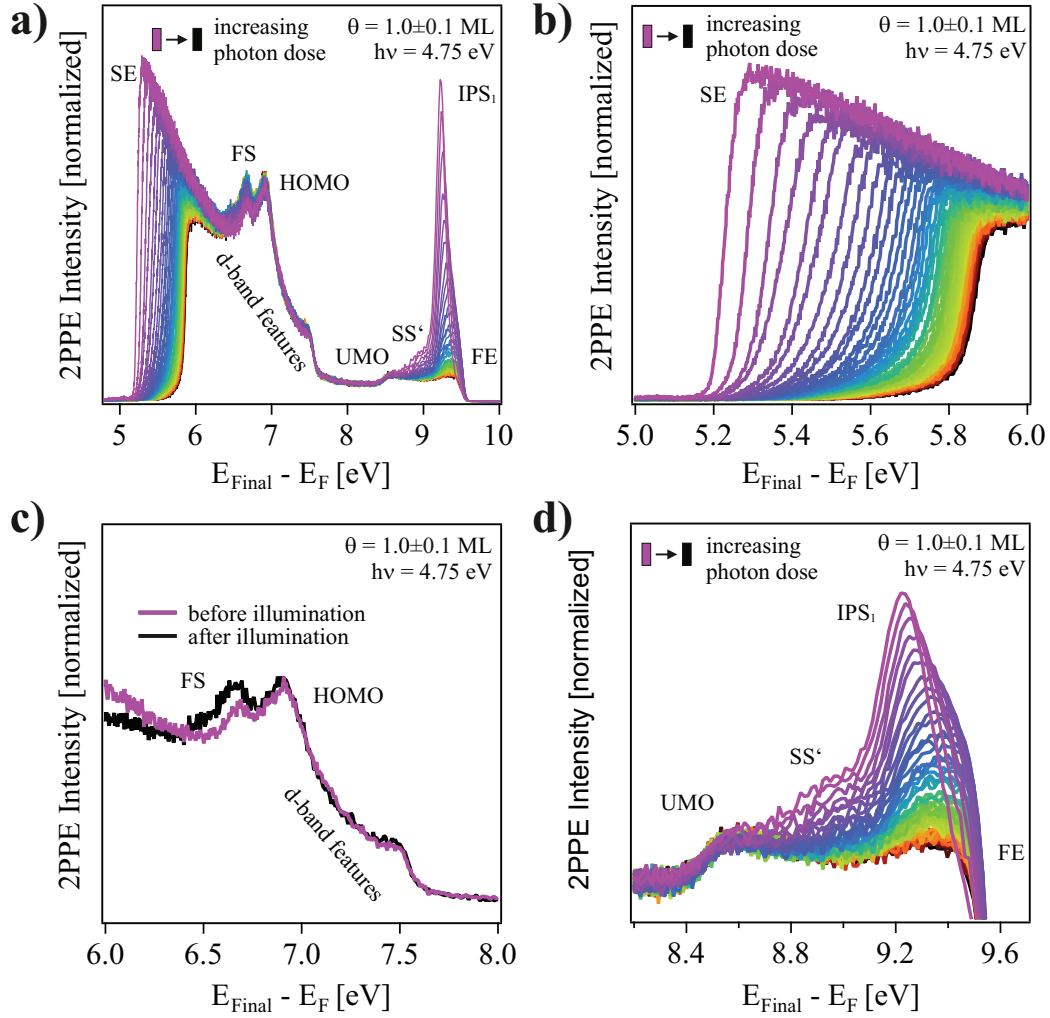 a)
increasing
photon dose
θ = 1.0±0.1 ML
hν = 4.75 eV
SE
IPS₁
FS
HOMO
d-band features
SS‘
UMO
FE
2PPE Intensity [normalized]
5 6 7 8 9 10
E_Final - E_F [eV]
b)
increasing
photon dose
θ = 1.0±0.1 ML
hν = 4.75 eV
SE
2PPE Intensity [normalized]
5.0 5.2 5.4 5.6 5.8 6.0
E_Final - E_F [eV]
c)
θ = 1.0±0.1 ML
hν = 4.75 eV
before illumination
after illumination
FS
HOMO
d-band features
2PPE Intensity [normalized]
6.0 6.5 7.0 7.5 8.0
E_Final - E_F [eV]
d)
increasing
photon dose
θ = 1.0±0.1 ML
hν = 4.75 eV
IPS₁
SS‘
UMO
FE
2PPE Intensity [normalized]
8.4 8.8 9.2 9.6
E_Final - E_F [eV]